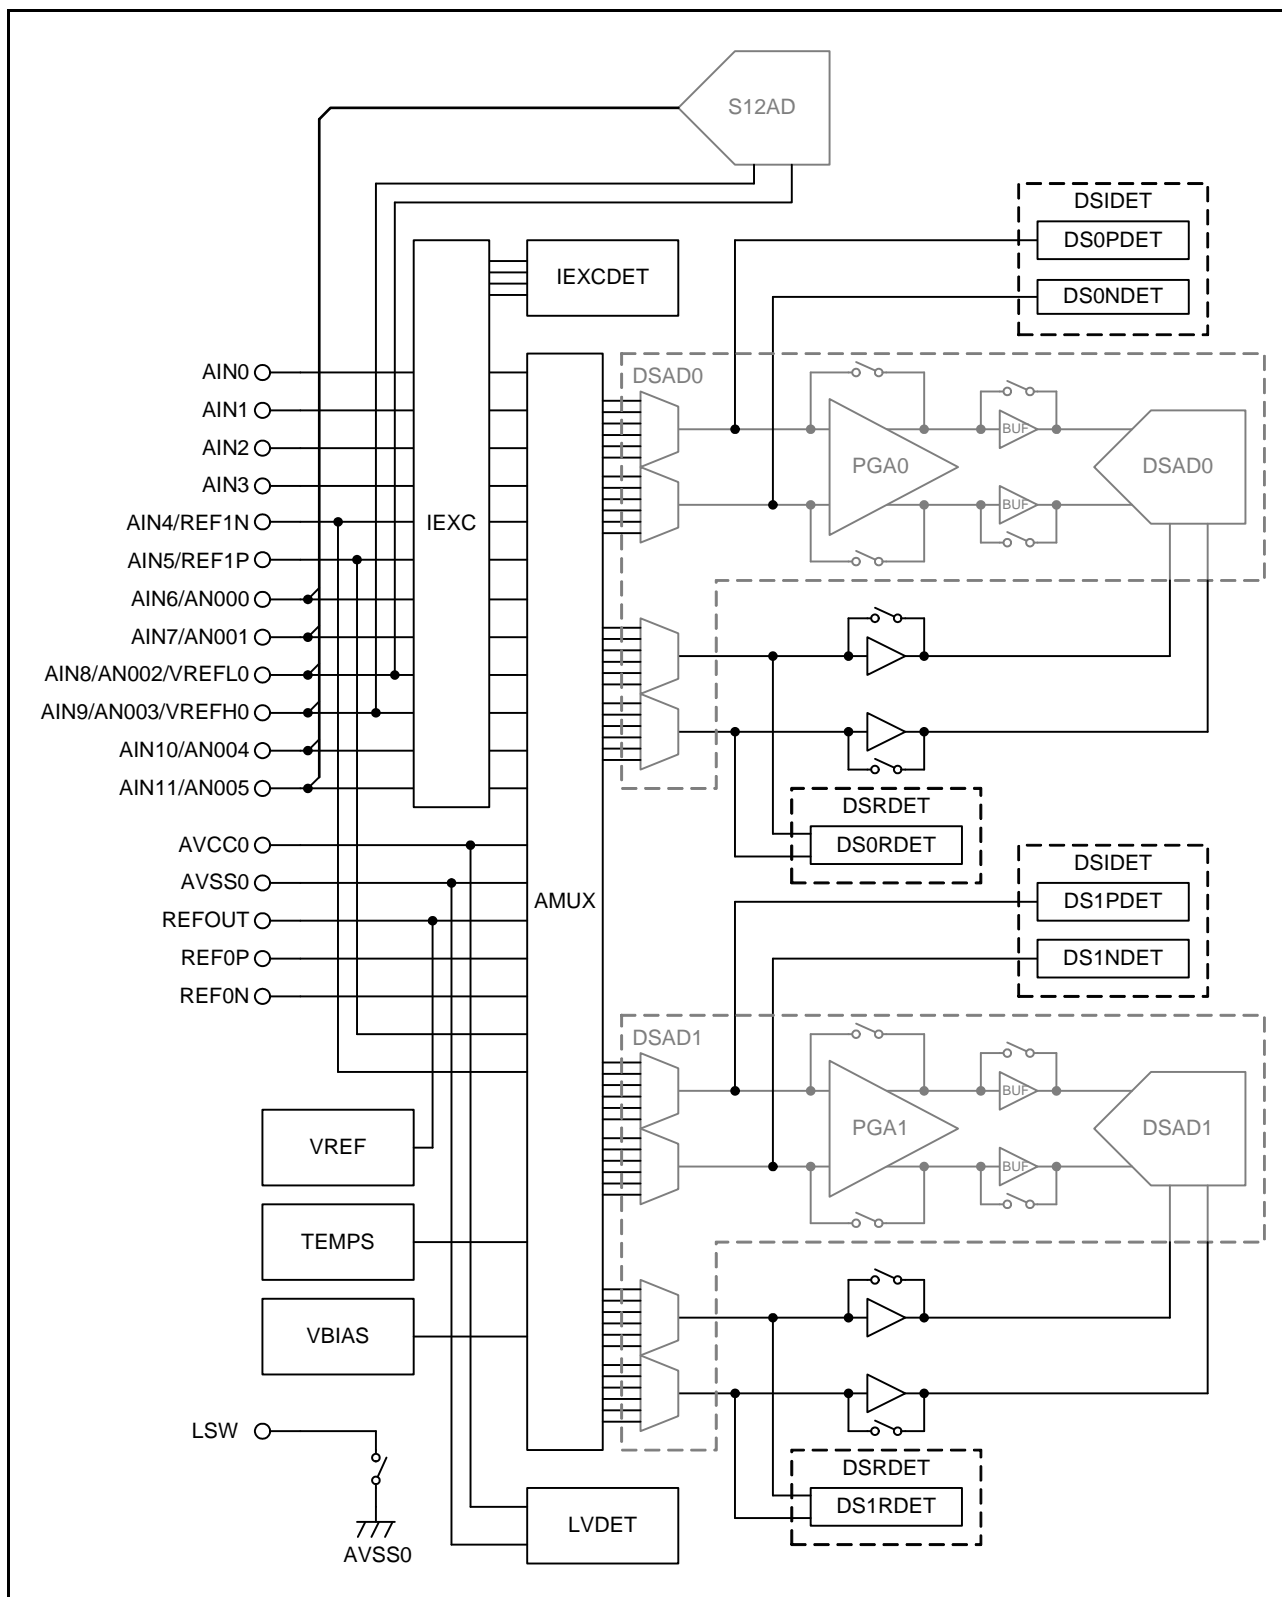 S12AD
DSIDET
DS0PDET
DS0NDET
IEXCDET
AIN0
AIN1
AIN2
AIN3
AIN4/REF1N
AIN5/REF1P
AIN6/AN000
AIN7/AN001
AIN8/AN002/VREFL0
AIN9/AN003/VREFH0
AIN10/AN004
AIN11/AN005
IEXC
DSAD0
PGA0
BUF
BUF
DSAD0
AVCC0
AVSS0
REFOUT
REF0P
REF0N
AMUX
DSRDET
DS0RDET
DSIDET
DS1PDET
DS1NDET
DSAD1
PGA1
BUF
BUF
DSAD1
VREF
TEMPS
VBIAS
LSW
AVSS0
LVDET
DSRDET
DS1RDET